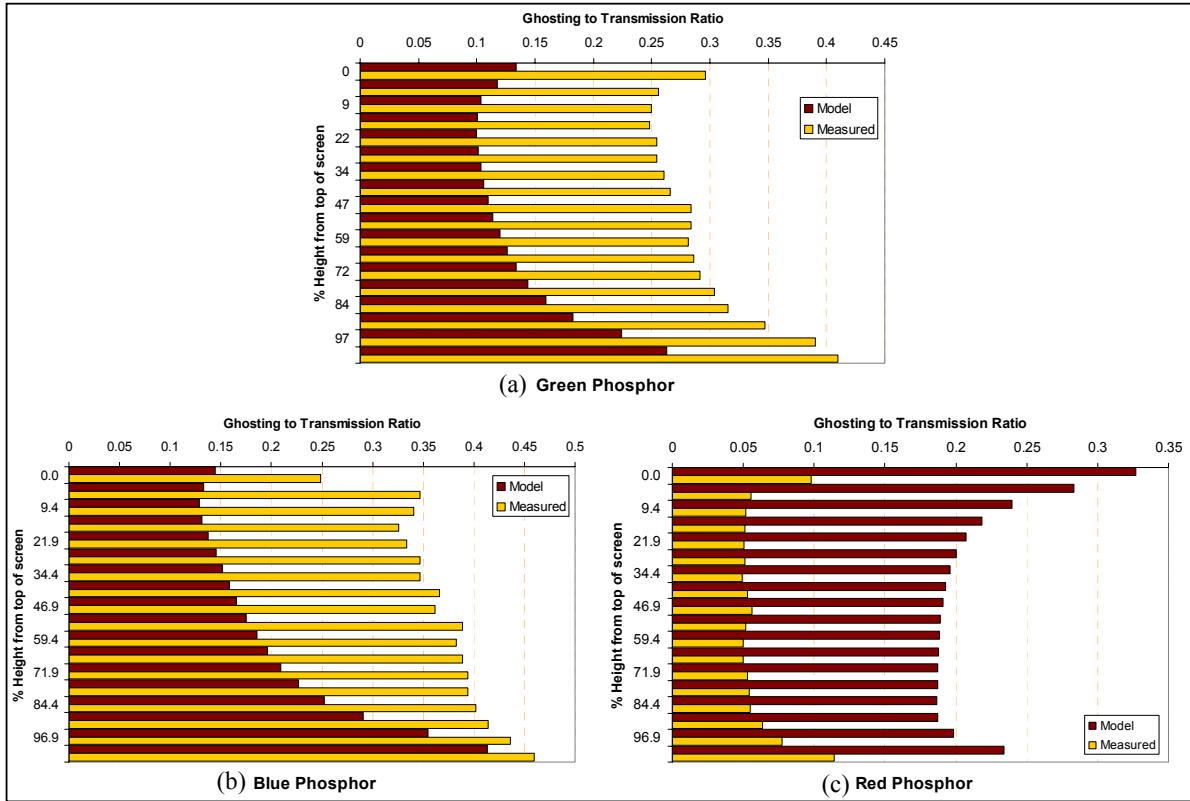 Ghosting to Transmission Ratio
0 0.05 0.1 0.15 0.2 0.25 0.3 0.35 0.4 0.45
% Height from top of screen
0
9
22
34
47
59
72
84
97
Model
Measured
(a) Green Phosphor
Ghosting to Transmission Ratio
0 0.05 0.1 0.15 0.2 0.25 0.3 0.35 0.4 0.45 0.5
% Height from top of screen
0.0
9.4
21.9
34.4
46.9
59.4
71.9
84.4
96.9
Model
Measured
(b) Blue Phosphor
Ghosting to Transmission Ratio
0 0.05 0.1 0.15 0.2 0.25 0.3 0.35
% Height from top of screen
0.0
9.4
21.9
34.4
46.9
59.4
71.9
84.4
96.9
Model
Measured
(c) Red Phosphor